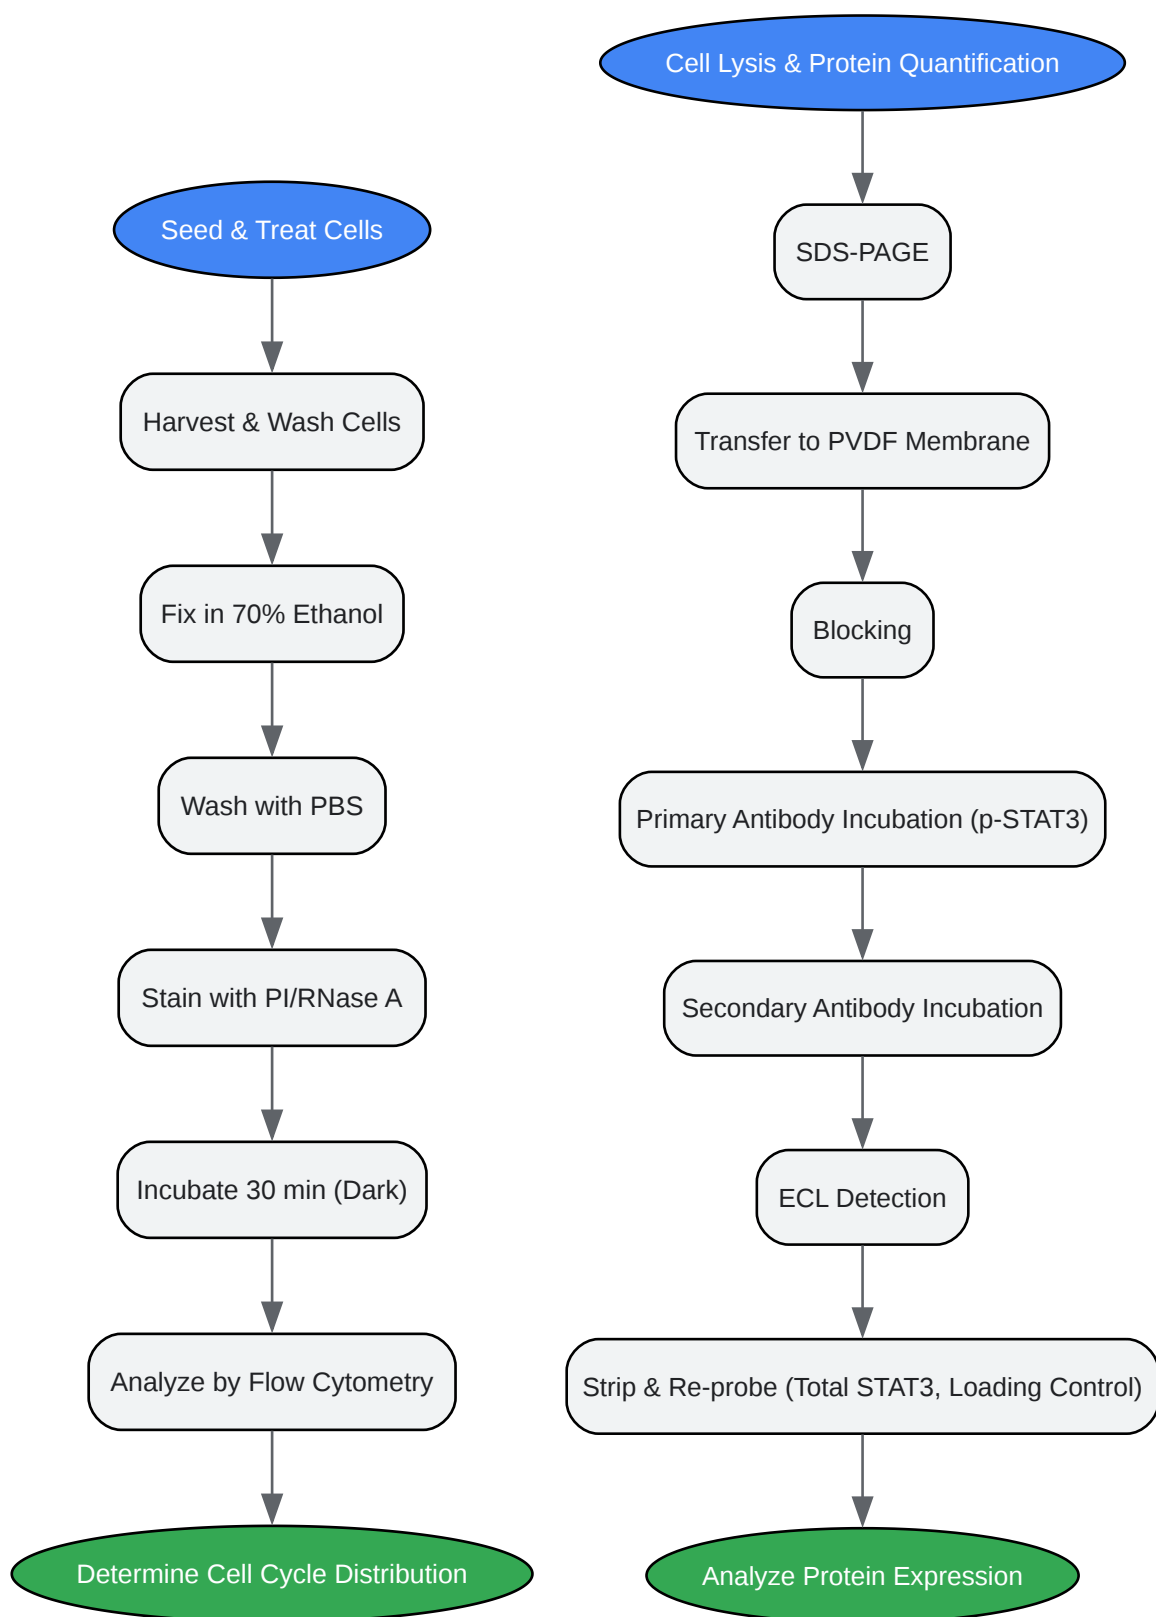 Seed & Treat Cells
Harvest & Wash Cells
Fix in 70% Ethanol
Wash with PBS
Stain with PI/RNase A
Incubate 30 min (Dark)
Analyze by Flow Cytometry
Determine Cell Cycle Distribution
Cell Lysis & Protein Quantification
SDS-PAGE
Transfer to PVDF Membrane
Blocking
Primary Antibody Incubation (p-STAT3)
Secondary Antibody Incubation
ECL Detection
Strip & Re-probe (Total STAT3, Loading Control)
Analyze Protein Expression